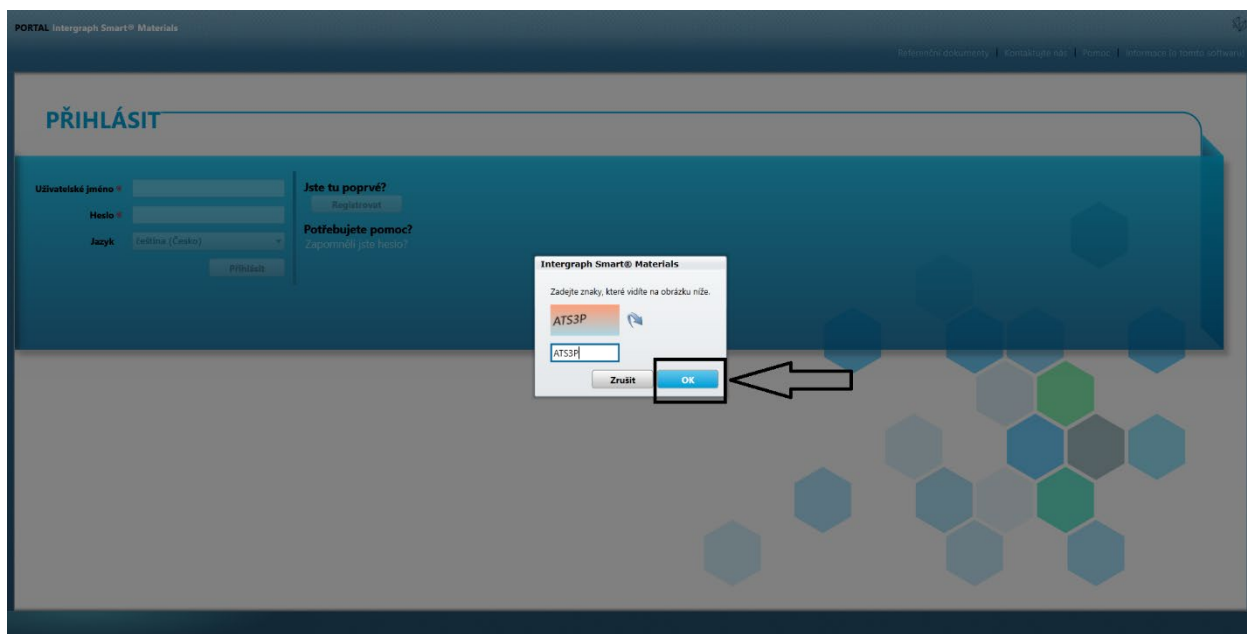 PORTAL Intergraph Smart® Materials
Referenční dokumenty | Kontaktujte nás | Pomoc | Informaci (o tomto softwaru)
PŘIHLÁSIT
Uživatelské jméno *
Heslo *
Jazyk čeština (Česko)
Přihlásit
Jste tu poprvé?
Registrovat
Potřebujete pomoc?
Zapomněli jste heslo?
Intergraph Smart® Materials
Zadejte znaky, které vidíte na obrázku níže.
ATS3P
ATS3P
Zrušit OK